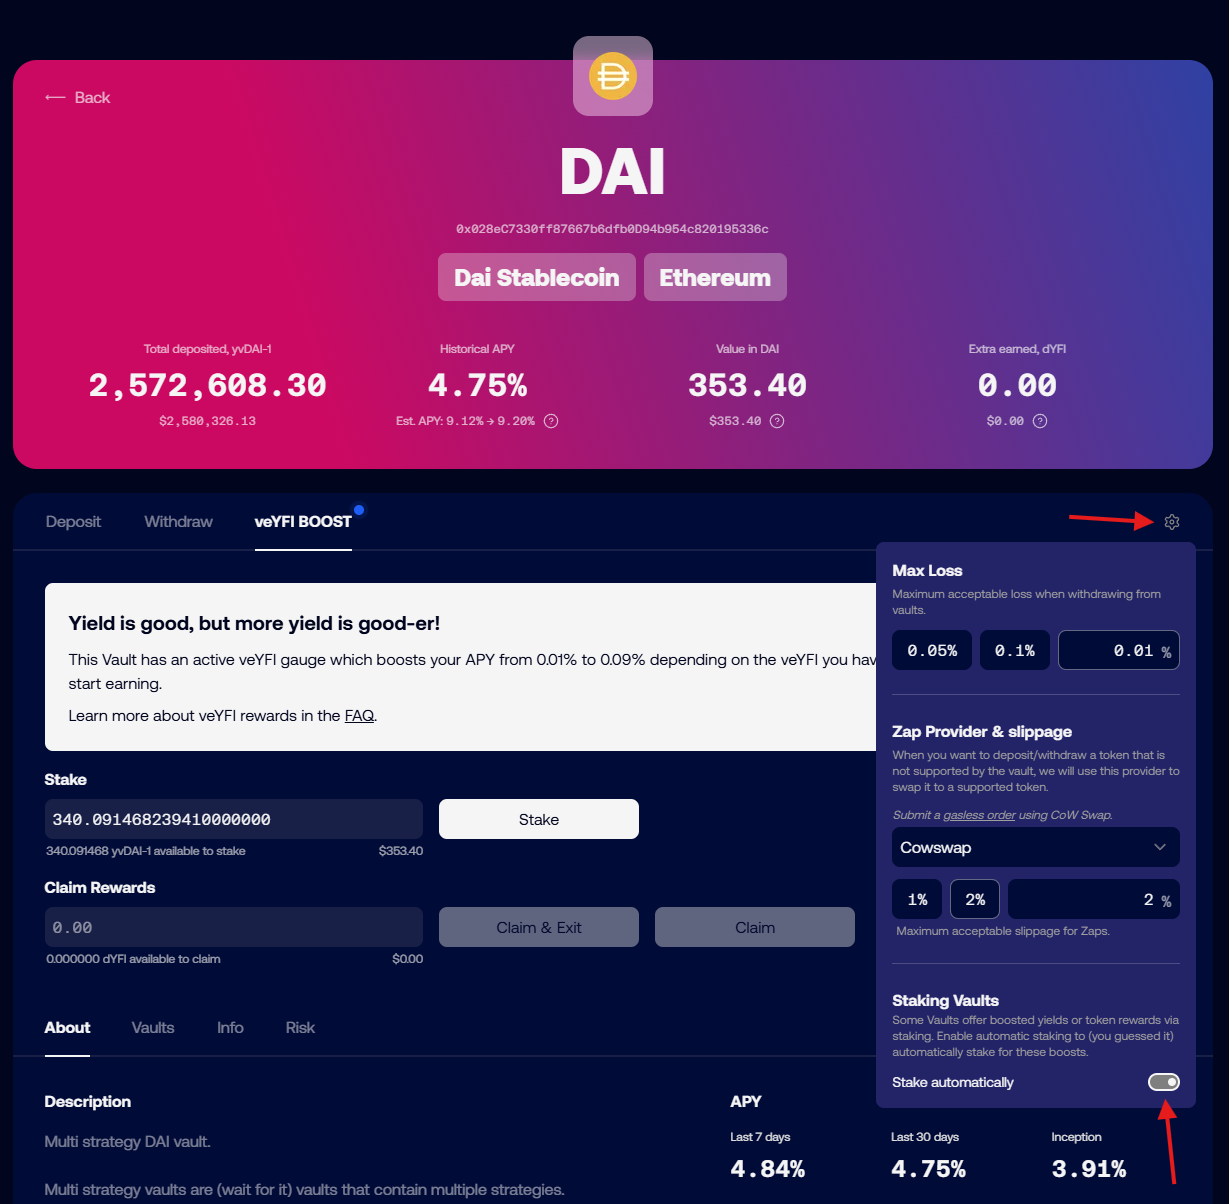 Back
DAI
0x028eC7330ff87667b6dfb0D94b954c820195336c
Dai Stablecoin
Ethereum
Total deposited, yvDAI-1
2,572,608.30
$2,580,326.13
Historical APY
4.75%
Est. APY: 9.12% → 9.20% ?
Value in DAI
353.40
$353.40 ?
Extra earned, dYFI
0.00
$0.00 ?
Deposit
Withdraw
veYFI BOOST
Yield is good, but more yield is good-er!
This Vault has an active veYFI gauge which boosts your APY from 0.01% to 0.09% depending on the veYFI you hav
start earning.
Learn more about veYFI rewards in the FAQ.
Stake
340.091468239410000000
Stake
340.091468 yvDAI-1 available to stake
$353.40
Claim Rewards
0.00
Claim & Exit
Claim
0.000000 dYFI available to claim
$0.00
Max Loss
Maximum acceptable loss when withdrawing from
vaults.
0.05%
0.1%
0.01 %
Zap Provider & slippage
When you want to deposit/withdraw a token that is
not supported by the vault, we will use this provider to
swap it to a supported token.
Submit a gasless order using CoW Swap.
Cowswap
1%
2%
2 %
Maximum acceptable slippage for Zaps.
Staking Vaults
Some Vaults offer boosted yields or token rewards via
staking. Enable automatic staking to (you guessed it)
automatically stake for these boosts.
Stake automatically
About
Vaults
Info
Risk
Description
Multi strategy DAI vault.
Multi strategy vaults are (wait for it) vaults that contain multiple strategies.
APY
Last 7 days
4.84%
Last 30 days
4.75%
Inception
3.91%